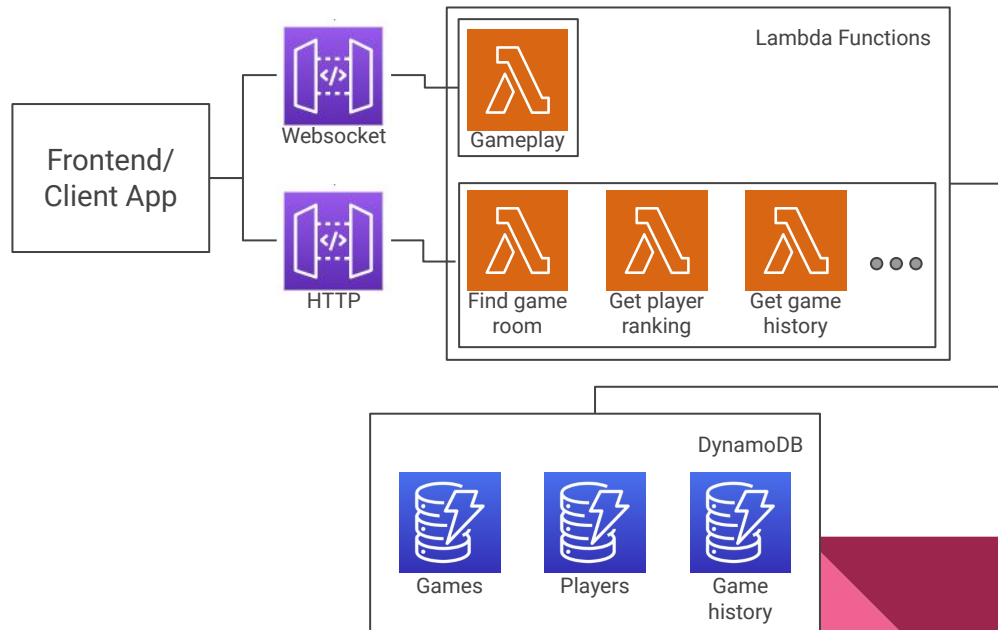 Lambda Functions
</>
Websocket
Gameplay
Frontend/
Client App
</>
HTTP
Find game
room
Get player
ranking
Get game
history
DynamoDB
Games
Players
Game
history